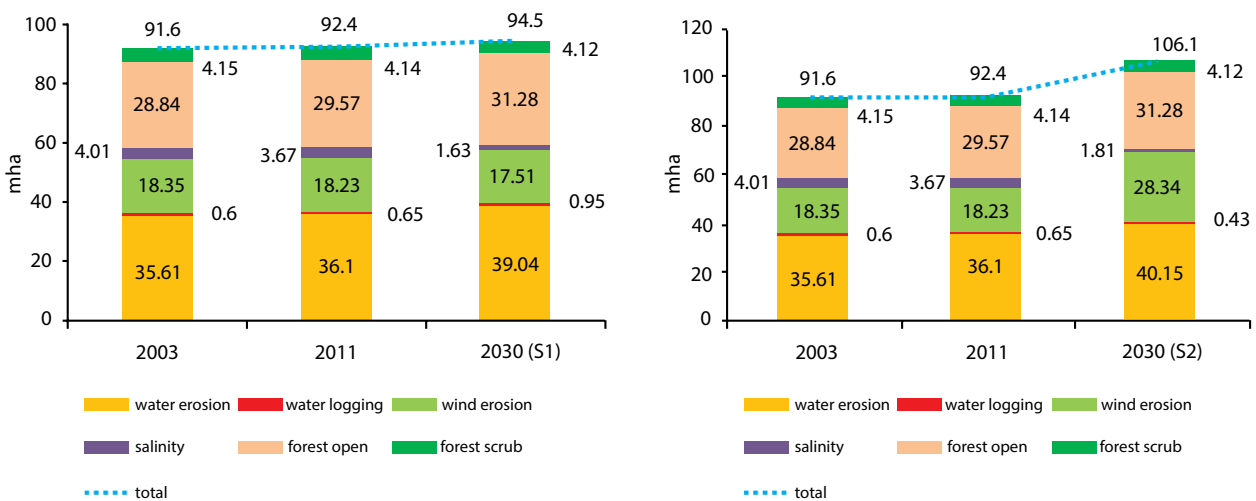 91.6 92.4 94.5
100
4.15 4.14 4.12
80
28.84 29.57 31.28
60
4.01 3.67 1.63
mha
18.35 18.23 17.51
40
0.6 0.65 0.95
20
35.61 36.1 39.04
0
2003 2011 2030 (S1)
water erosion water logging wind erosion
salinity forest open forest scrub
total
120
106.1
91.6 92.4
100
4.15 4.14 4.12
80
28.84 29.57 31.28
60
4.01 3.67 1.81
mha
18.35 18.23 28.34
40
0.6 0.65 0.43
20
35.61 36.1 40.15
0
2003 2011 2030 (S2)
water erosion water logging wind erosion
salinity forest open forest scrub
total